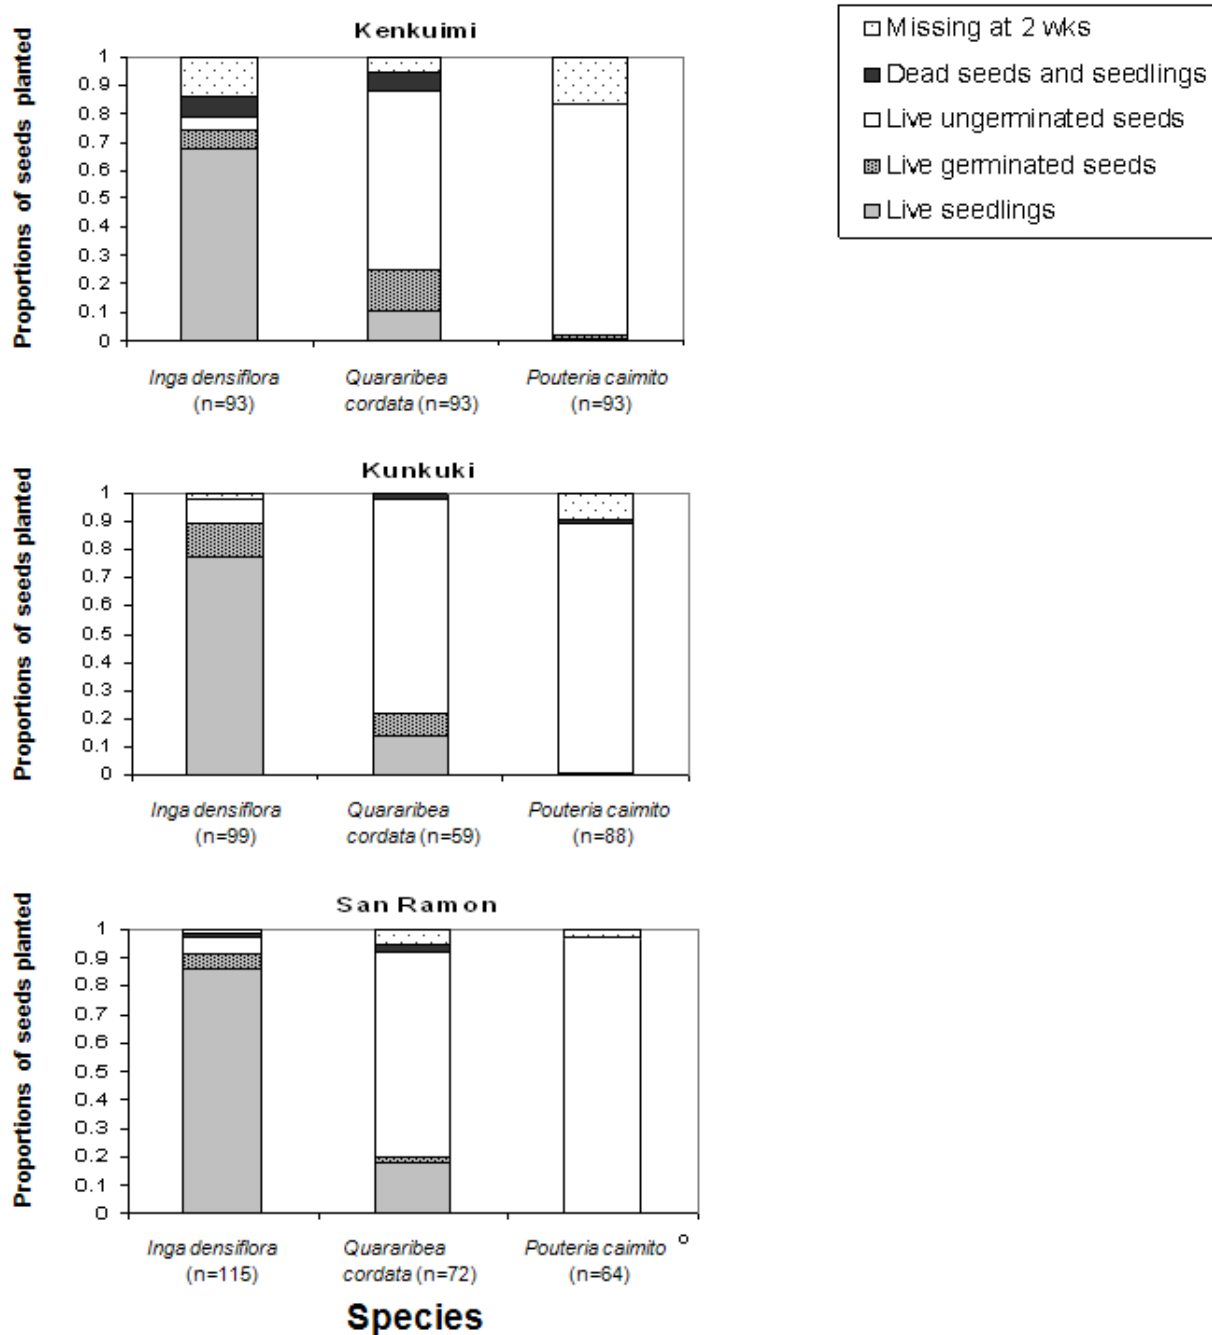 Kenkuimi
Missing at 2 wks
Dead seeds and seedlings
Live ungerminated seeds
Live germinated seeds
Live seedlings
Proportions of seeds planted
1
0.9
0.8
0.7
0.6
0.5
0.4
0.3
0.2
0.1
0
Inga densiflora Quararibea Pouteria caimito
(n=93) cordata (n=93) (n=93)
Kunkuki
Proportions of seeds planted
1
0.9
0.8
0.7
0.6
0.5
0.4
0.3
0.2
0.1
0
Inga densiflora Quararibea Pouteria caimito
(n=99) cordata (n=59) (n=88)
San Ramon
Proportions of seeds planted
1
0.9
0.8
0.7
0.6
0.5
0.4
0.3
0.2
0.1
0
Inga densiflora Quararibea Pouteria caimito o
(n=115) cordata (n=72) (n=64)
Species